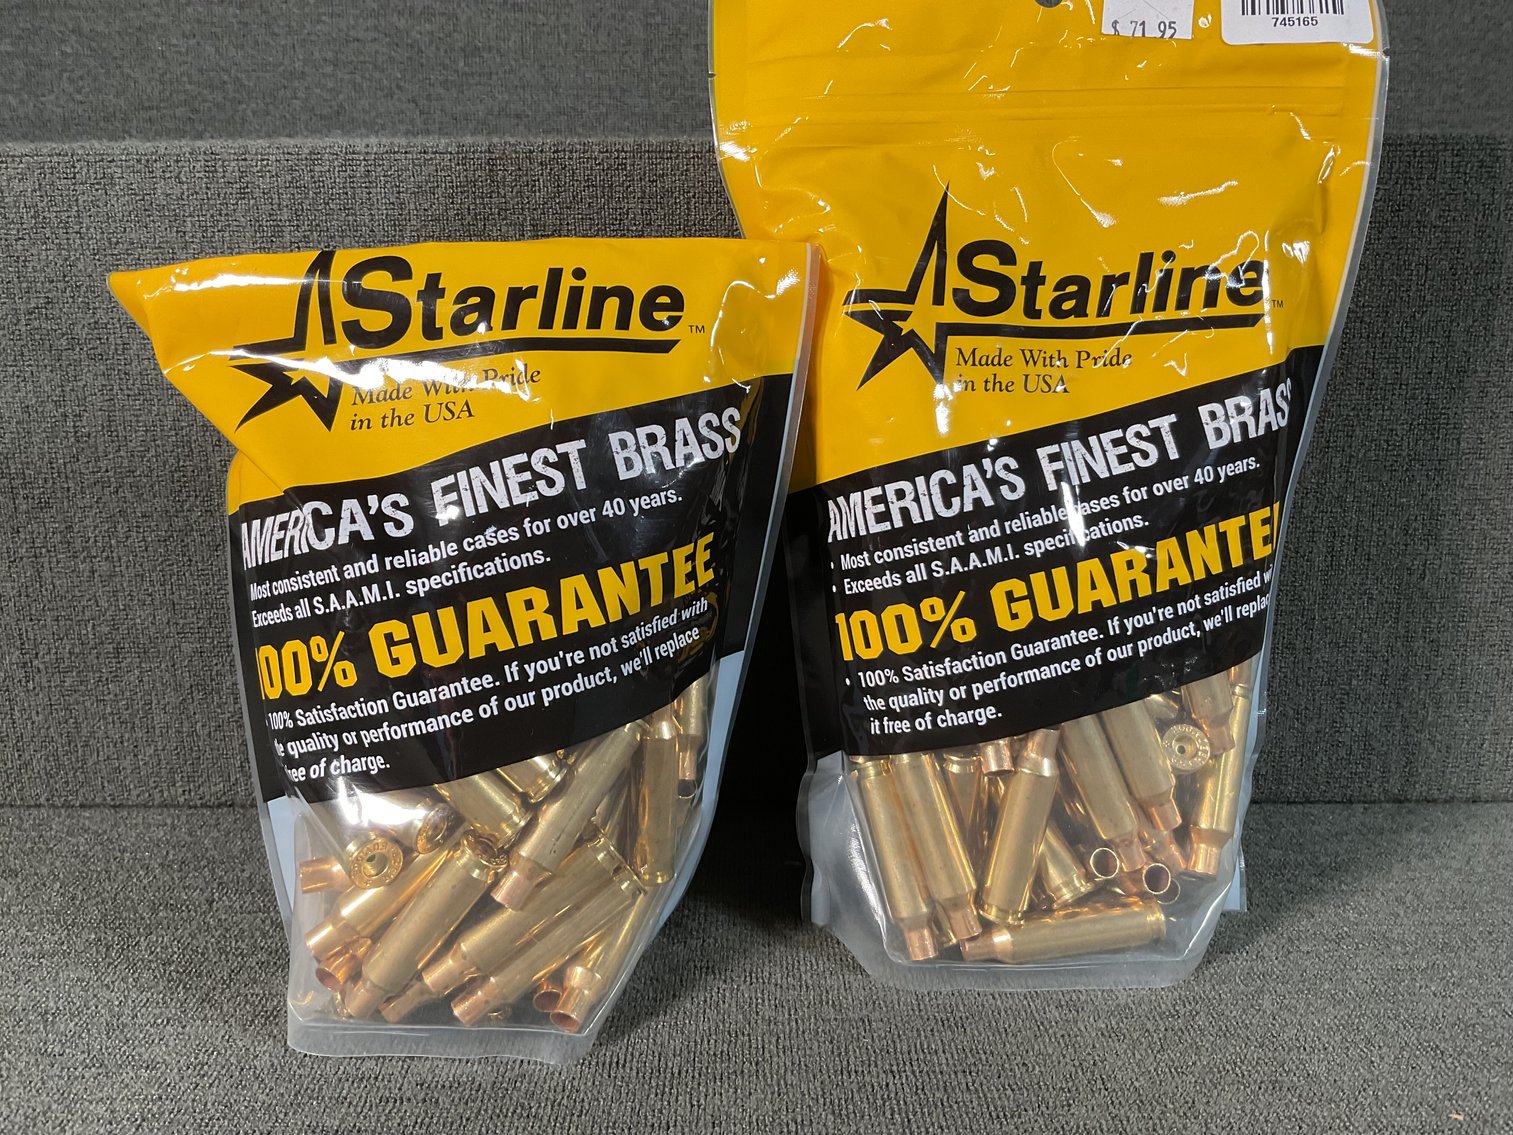 $ 71.95
745165
Starline™
Made With Pride
in the USA
AMERICA'S FINEST BRASS
Most consistent and reliable cases for over 40 years.
Exceeds all S.A.A.M.I. specifications.
100% GUARANTEE
• 100% Satisfaction Guarantee. If you're not satisfied with
the quality or performance of our product, we'll replace
free of charge.
Starline™
Made With Pride
in the USA
AMERICA'S FINEST BRASS
• Most consistent and reliable cases for over 40 years.
• Exceeds all S.A.A.M.I. specifications.
100% GUARANTEE
• 100% Satisfaction Guarantee. If you're not satisfied wi
the quality or performance of our product, we'll replac
it free of charge.